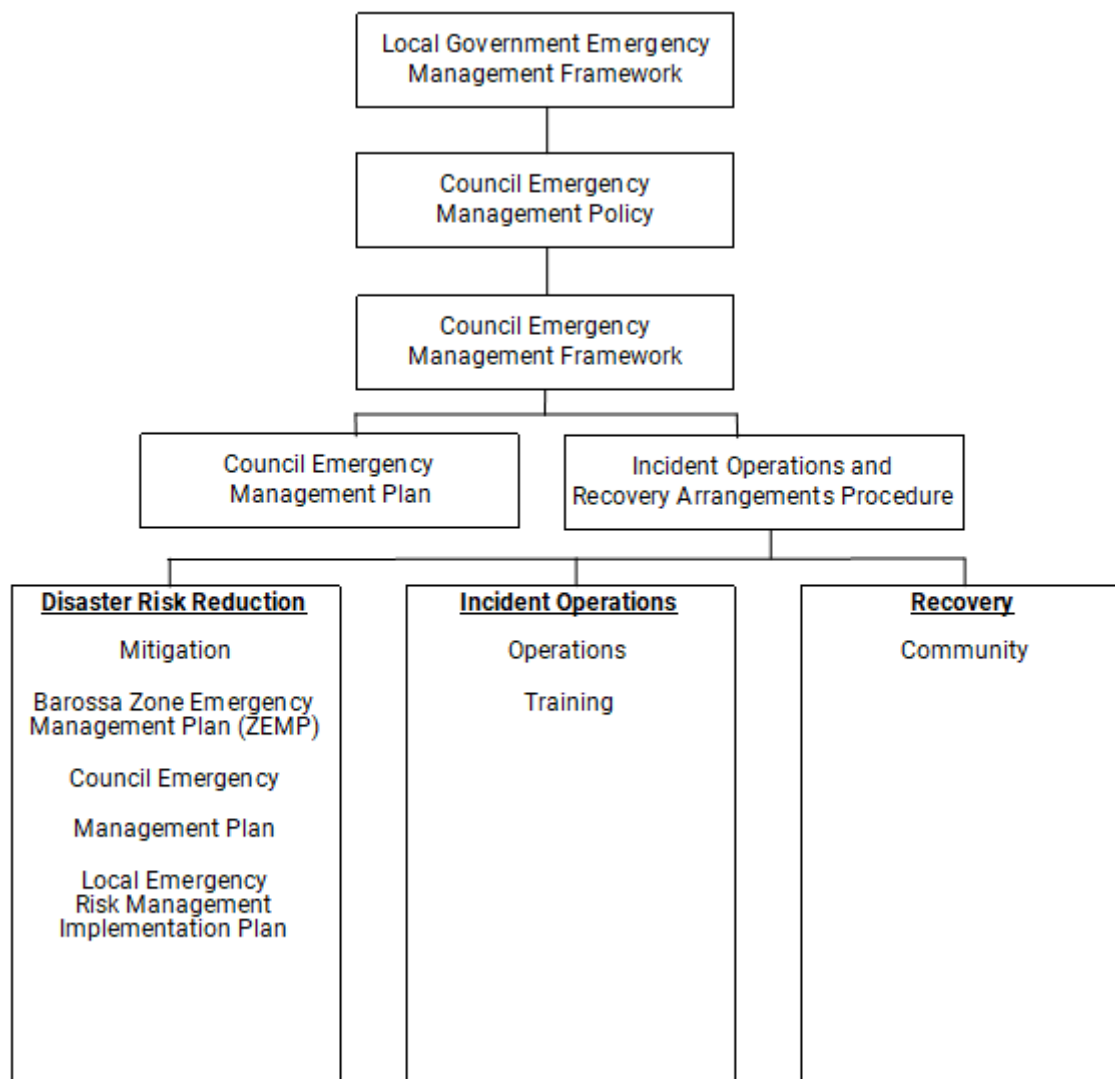 Local Government Emergency
Management Framework
Council Emergency
Management Policy
Council Emergency
Management Framework
Council Emergency
Management Plan
Incident Operations and
Recovery Arrangements Procedure
Disaster Risk Reduction
Mitigation
Barossa Zone Emergency
Management Plan (ZEMP)
Council Emergency
Management Plan
Local Emergency
Risk Management
Implementation Plan
Incident Operations
Operations
Training
Recovery
Community